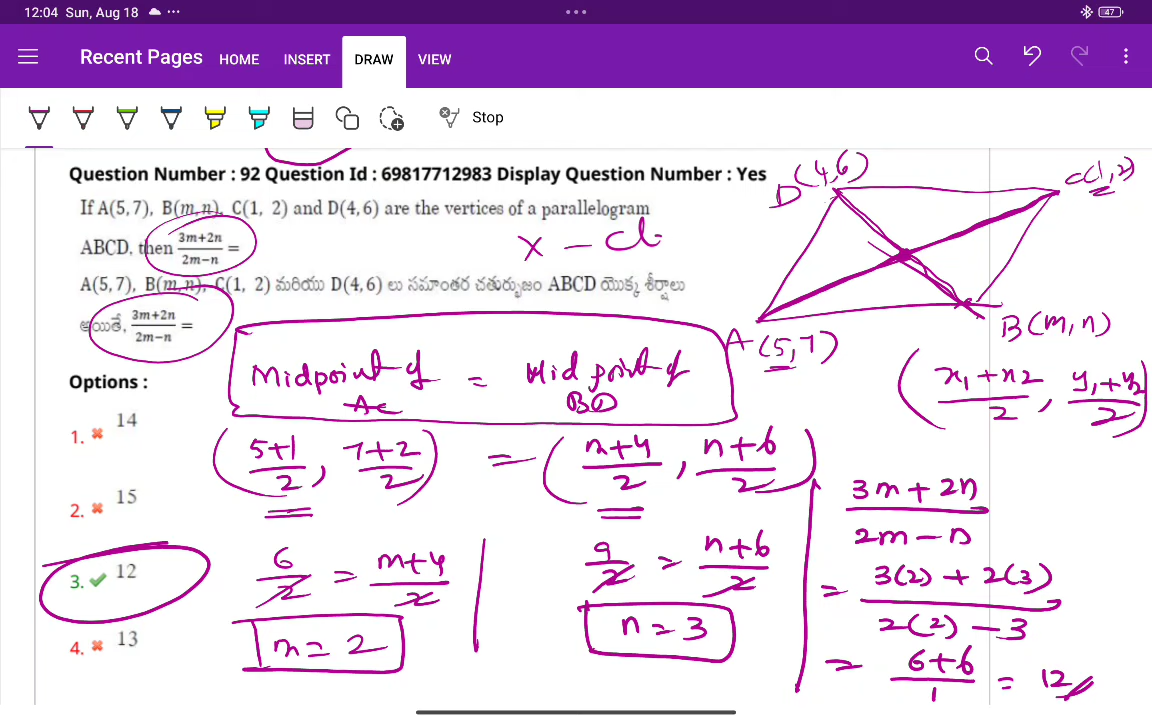 12:04 Sun, Aug 18
47
Recent Pages HOME INSERT DRAW VIEW
Stop
Question Number : 92 Question Id : 69817712983 Display Question Number : Yes
If A(5,7), B(m,n), C(1, 2) and D(4,6) are the vertices of a parallelogram
ABCD, then 3m+2n/2m−n =
A(5,7), B(m,n), C(1, 2) మరియు D(4,6) లు సమాంతర చతుర్భుజం ABCD యొక్క శీర్షాలు
అయితే, 3m+2n/2m−n =
Options :
1. 14
2. 15
3. 12
4. 13
D (4,6)
C(1,2)
A (5,7)
B (m,n)
Midpoint of AC = Mid point of BD
(x1+x2/2, y1+y2/2)
(5+1/2, 7+2/2) = (m+4/2, n+6/2)
6/2 = m+4/2
m = 2
9/2 = n+6/2
n = 3
3m+2n/2m−n
= 3(2)+2(3)/2(2)−3
= 6+6/1 = 12